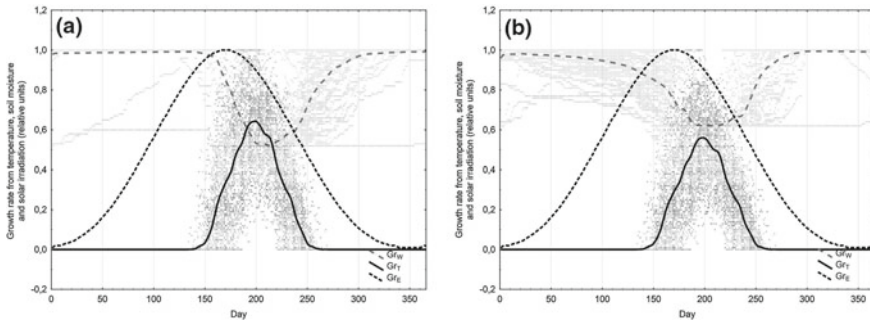 (a)
Growth rate from temperature, soil moisture
and solar irradiation (relative units)
1,2
1,0
0,8
0,6
0,4
0,2
0,0
-0,2
0 50 100 150 200 250 300 350
Day
GrW
GrT
GrE
(b)
Growth rate from temperature, soil moisture
and solar irradiation (relative units)
1,2
1,0
0,8
0,6
0,4
0,2
0,0
-0,2
0 50 100 150 200 250 300 350
Day
GrW
GrT
GrE